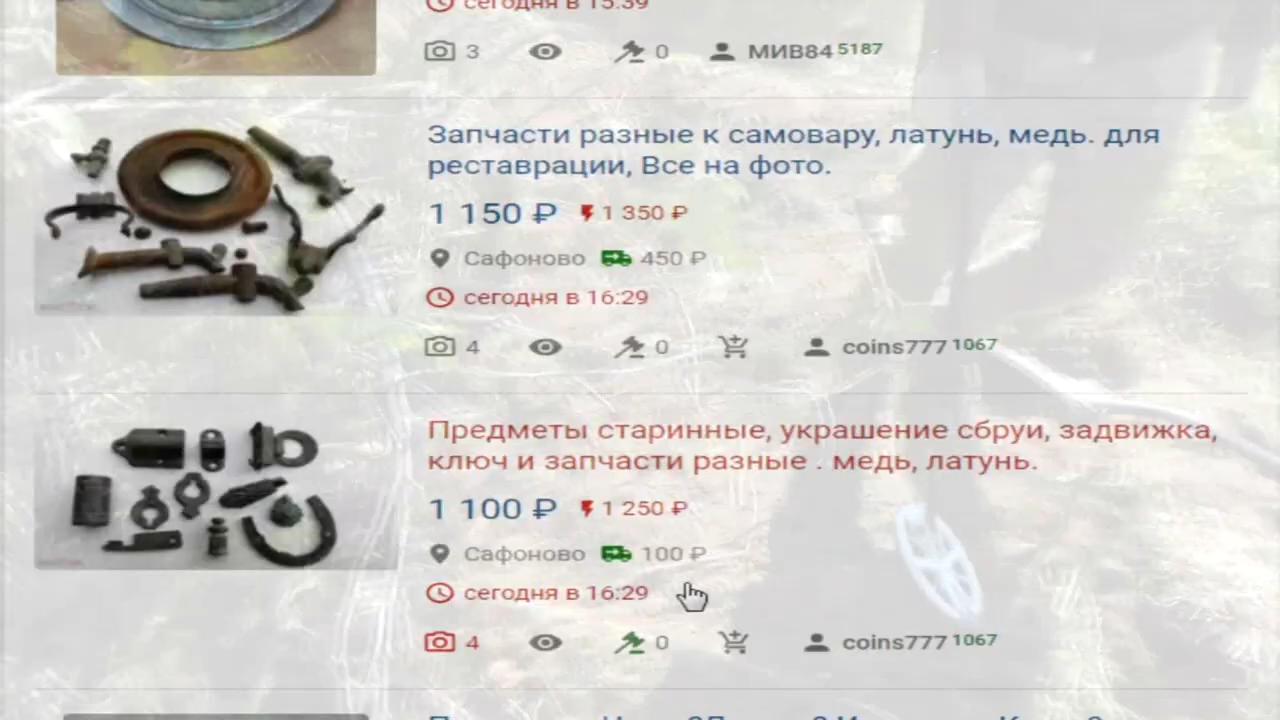 сегодня в 15:39
3 0 МИВ84 5187
Запчасти разные к самовару, латунь, медь. для
реставрации, Все на фото.
1 150 ₽ 1 350 ₽
Сафоново 450 ₽
сегодня в 16:29
4 0 coins777 1067
Предметы старинные, украшение сбруи, задвижка,
ключ и запчасти разные . медь, латунь.
1 100 ₽ 1 250 ₽
Сафоново 100 ₽
сегодня в 16:29
4 0 coins777 1067